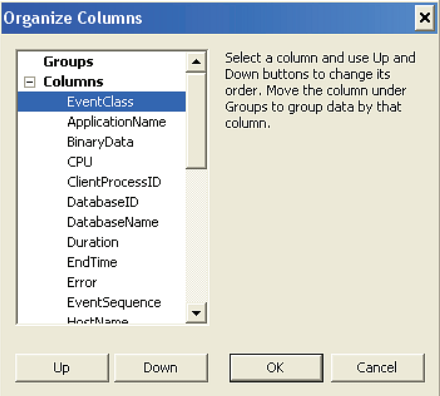 Organize Columns
Groups
Columns
EventClass
ApplicationName
BinaryData
CPU
ClientProcessID
DatabaseID
DatabaseName
Duration
EndTime
Error
EventSequence
HostName
Select a column and use Up and
Down buttons to change its
order. Move the column under
Groups to group data by that
column.
Up
Down
OK
Cancel